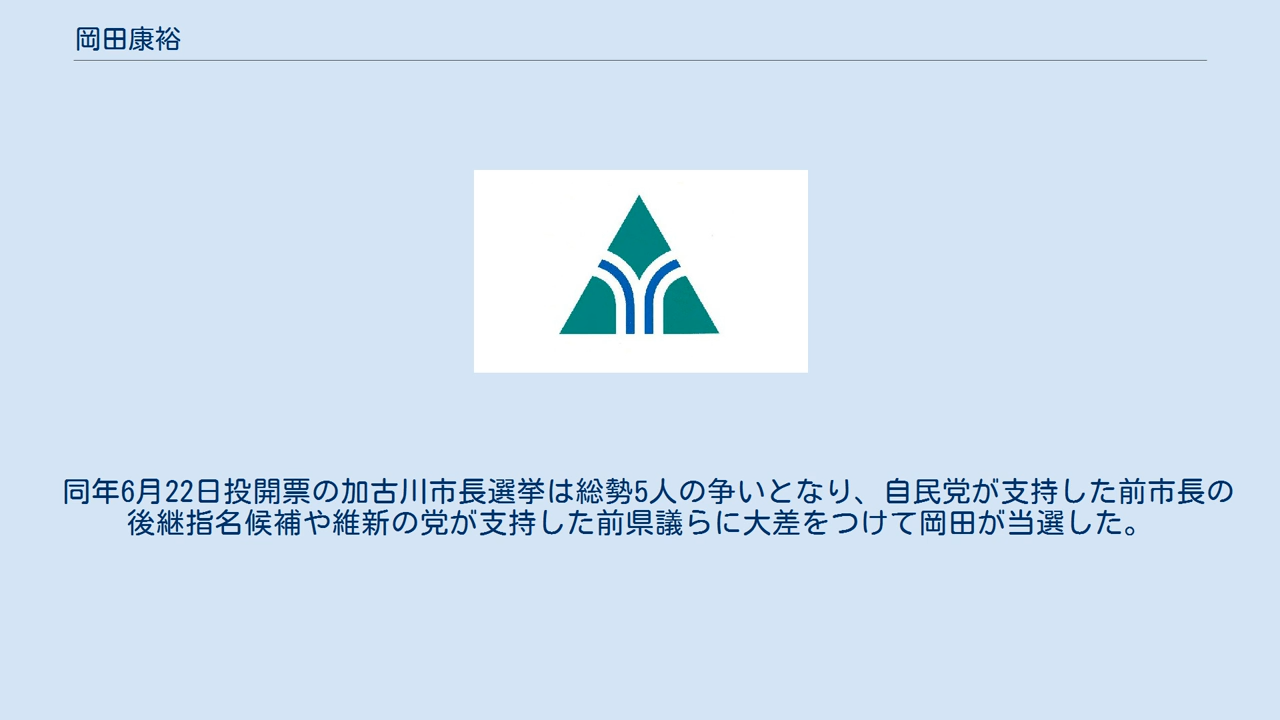 岡田康裕
同年6月22日投開票の加古川市長選挙は総勢5人の争いとなり、自民党が支持した前市長の
後継指名候補や維新の党が支持した前県議らに大差をつけて岡田が当選した。